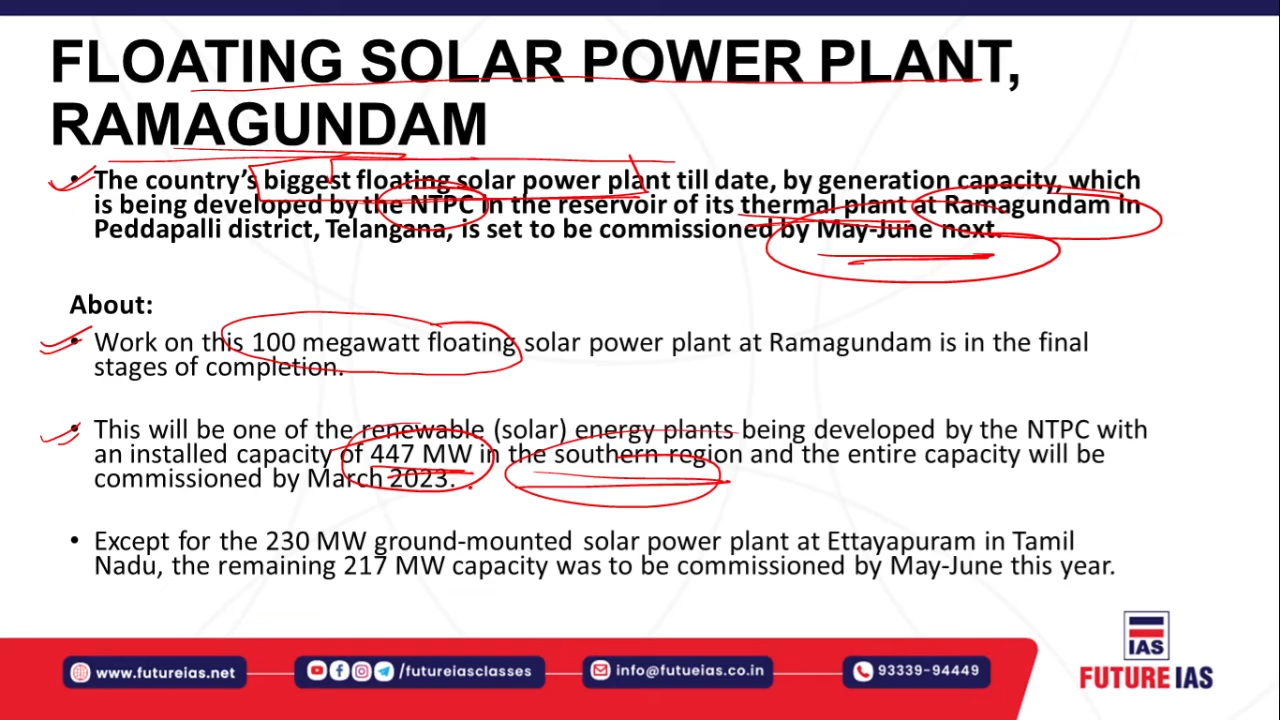 FLOATING SOLAR POWER PLANT,
RAMAGUNDAM
• The country's biggest floating solar power plant till date, by generation capacity, which
is being developed by the NTPC in the reservoir of its thermal plant at Ramagundam in
Peddapalli district, Telangana, is set to be commissioned by May-June next.
About:
• Work on this 100 megawatt floating solar power plant at Ramagundam is in the final
stages of completion.
• This will be one of the renewable (solar) energy plants being developed by the NTPC with
an installed capacity of 447 MW in the southern region and the entire capacity will be
commissioned by March 2023.
• Except for the 230 MW ground-mounted solar power plant at Ettayapuram in Tamil
Nadu, the remaining 217 MW capacity was to be commissioned by May-June this year.
www.futureias.net
/futureiasclasses
info@futueias.co.in
93339-94449
IAS
FUTURE IAS